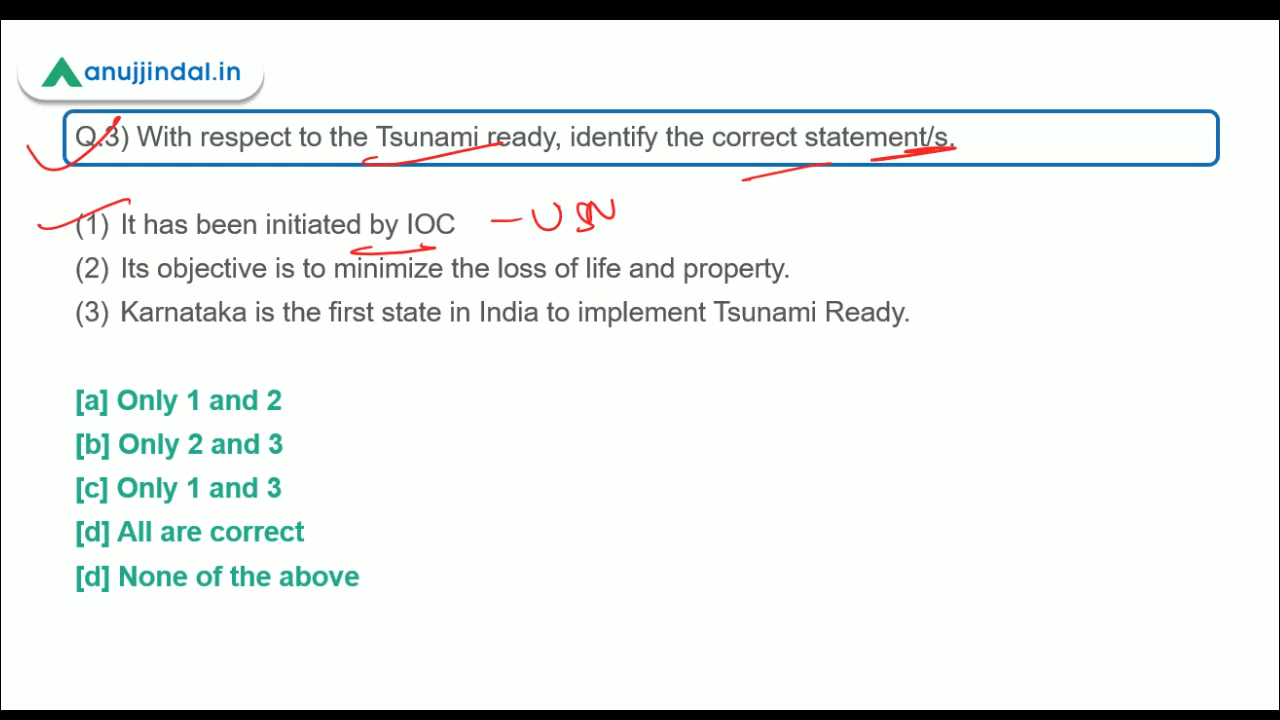 anujjindal.in
Q.3) With respect to the Tsunami ready, identify the correct statement/s.
(1) It has been initiated by IOC – USN
(2) Its objective is to minimize the loss of life and property.
(3) Karnataka is the first state in India to implement Tsunami Ready.
[a] Only 1 and 2
[b] Only 2 and 3
[c] Only 1 and 3
[d] All are correct
[d] None of the above